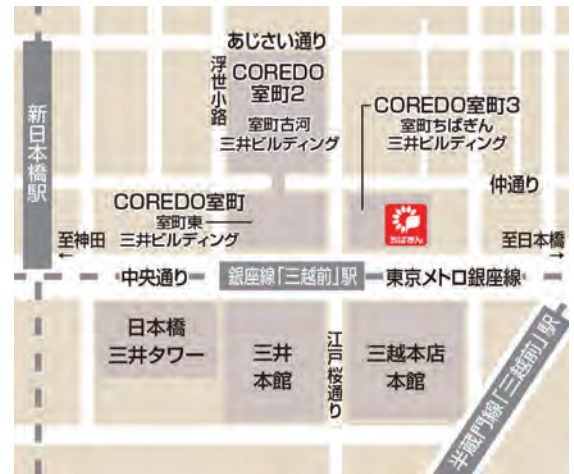 あじさい通り
浮世小路
COREDO
室町2
室町古河
三井ビルディング
COREDO室町3
室町ちばぎん
三井ビルディング
新日本橋駅
仲通り
COREDO室町
室町東
三井ビルディング
ちばぎん
至神田
←
至日本橋
→
中央通り
銀座線「三越前」駅
東京メトロ銀座線
日本橋
三井タワー
三井
本館
江戸桜通り
三越本店
本館
半蔵門線「三越前」駅